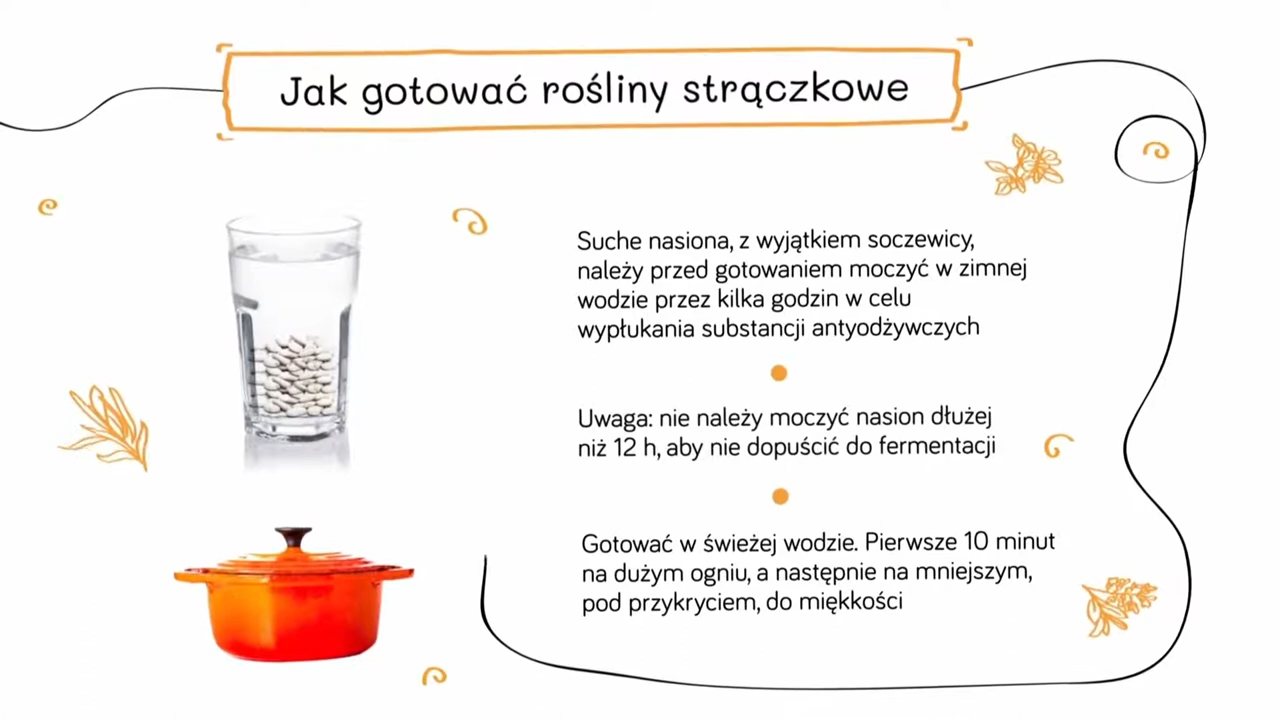 Jak gotować rośliny strączkowe
Suche nasiona, z wyjątkiem soczewicy,
należy przed gotowaniem moczyć w zimnej
wodzie przez kilka godzin w celu
wypłukania substancji antyodżywczych
Uwaga: nie należy moczyć nasion dłużej
niż 12 h, aby nie dopuścić do fermentacji
Gotować w świeżej wodzie. Pierwsze 10 minut
na dużym ogniu, a następnie na mniejszym,
pod przykryciem, do miękkości